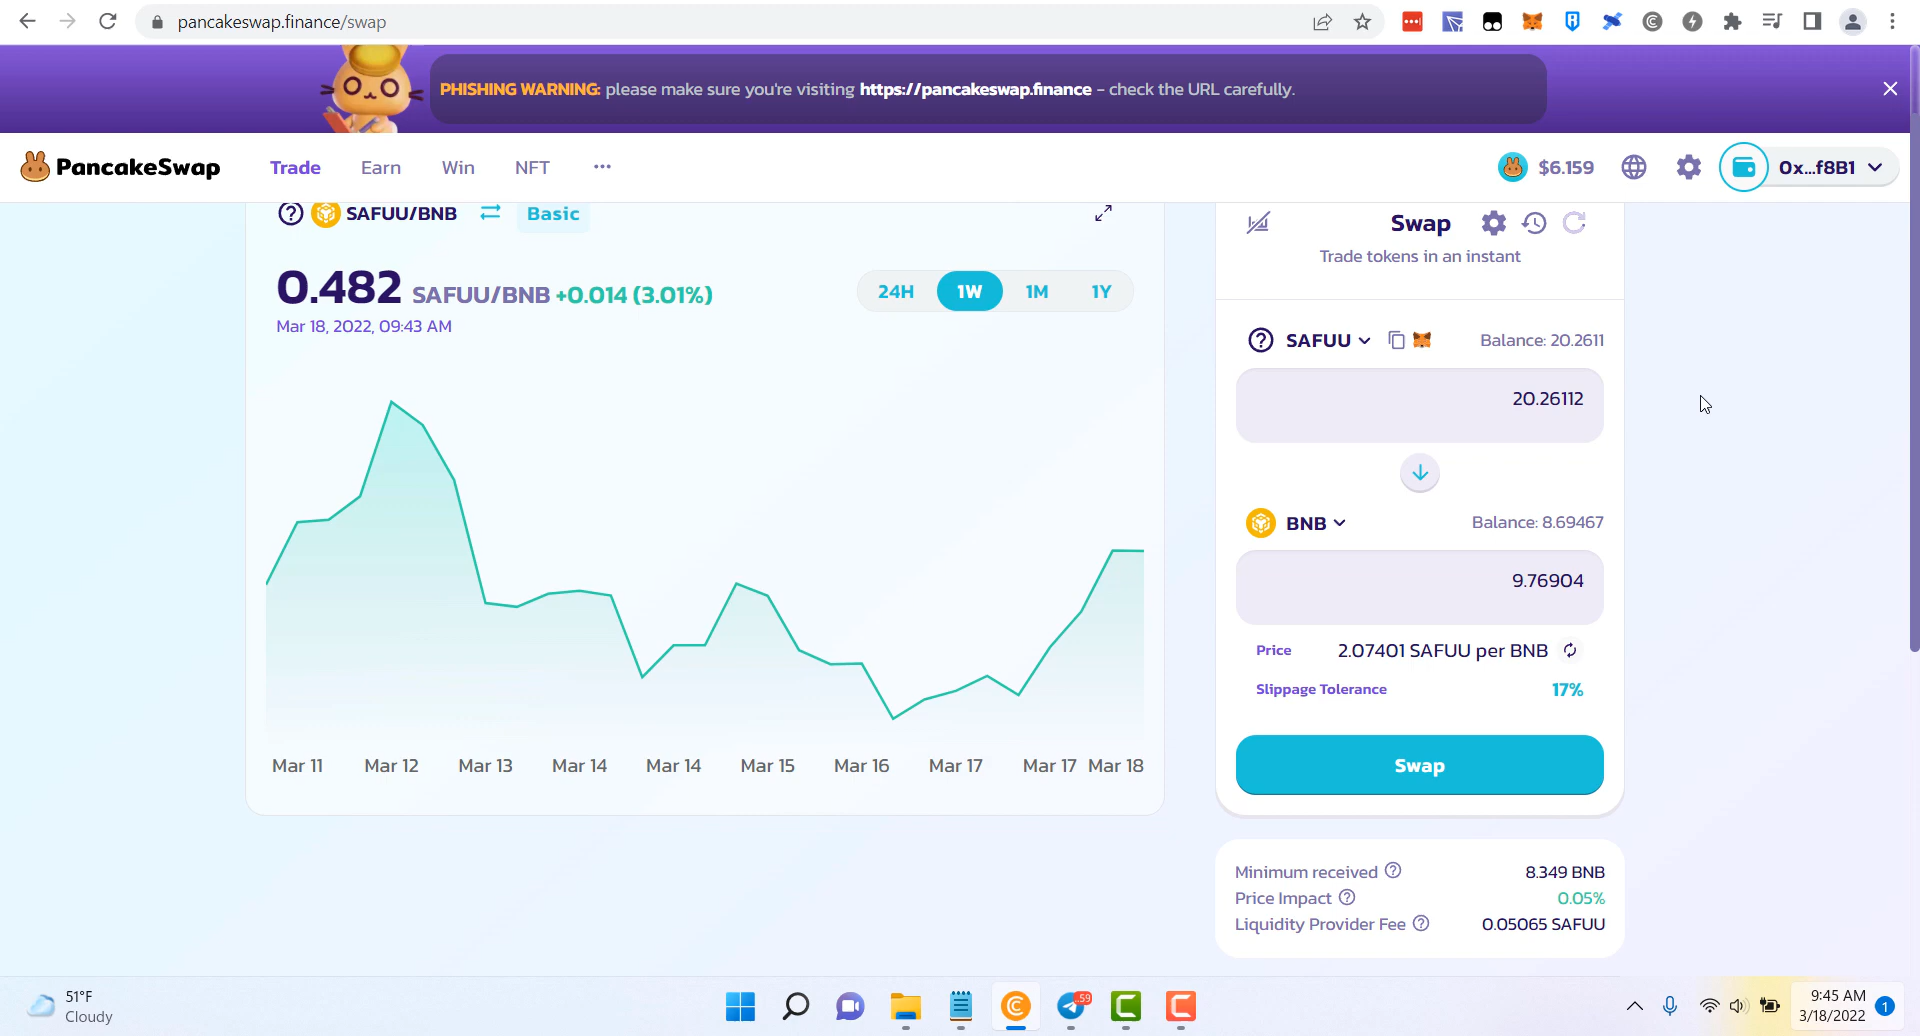 pancakeswap.finance/swap
PHISHING WARNING: please make sure you're visiting https://pancakeswap.finance - check the URL carefully.
PancakeSwap
Trade
Earn
Win
NFT
$6.159
0x...f8B1
SAFUU/BNB
Basic
0.482 SAFUU/BNB +0.014 (3.01%)
Mar 18, 2022, 09:43 AM
24H
1W
1M
1Y
Mar 11
Mar 12
Mar 13
Mar 14
Mar 14
Mar 15
Mar 16
Mar 17
Mar 17
Mar 18
Swap
Trade tokens in an instant
SAFUU
Balance: 20.2611
20.26112
BNB
Balance: 8.69467
9.76904
Price
2.07401 SAFUU per BNB
Slippage Tolerance
17%
Swap
Minimum received
8.349 BNB
Price Impact
0.05%
Liquidity Provider Fee
0.05065 SAFUU
51°F
Cloudy
59
9:45 AM
3/18/2022
1